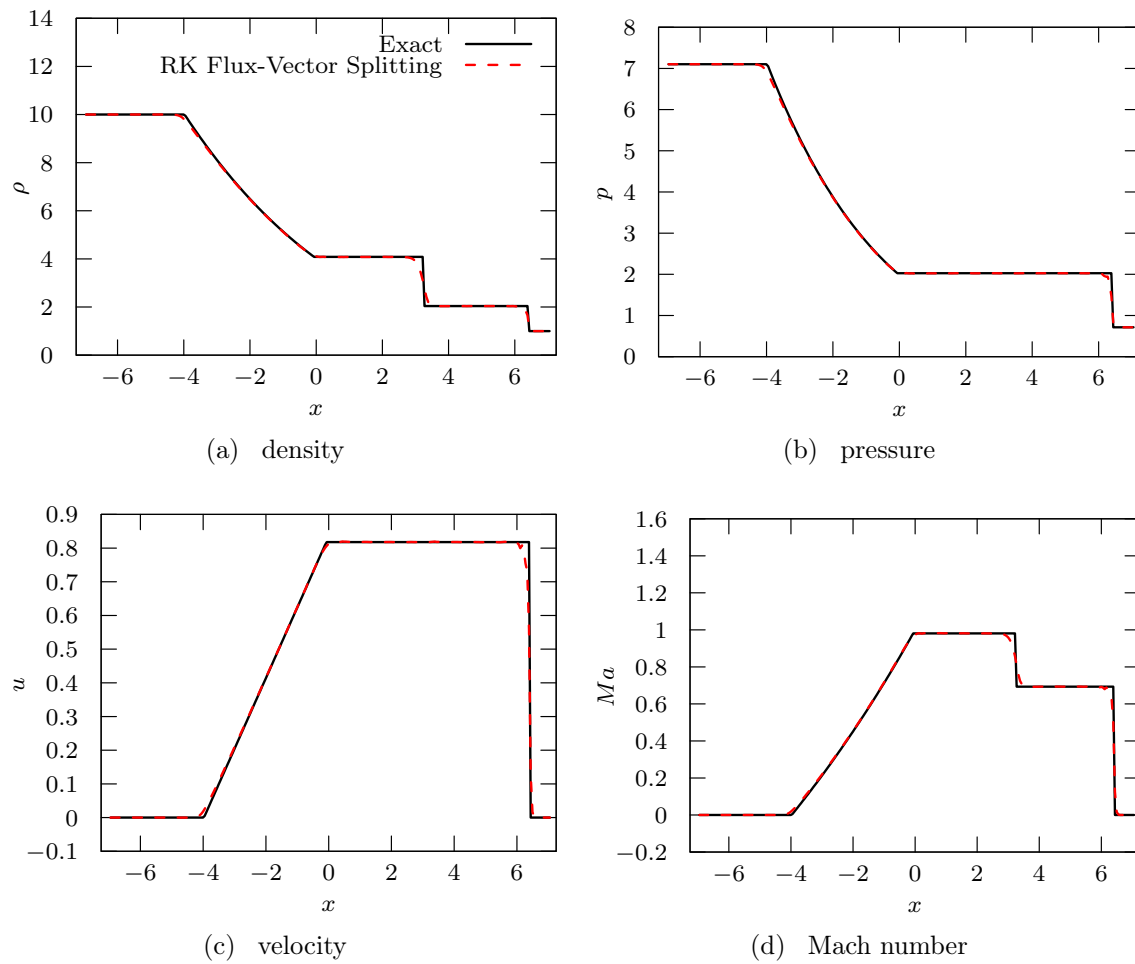 14
12
10
8
6
4
2
0
ρ
Exact
RK Flux-Vector Splitting
−6 −4 −2 0 2 4 6
x
(a) density
8
7
6
5
4
3
2
1
0
p
−6 −4 −2 0 2 4 6
x
(b) pressure
0.9
0.8
0.7
0.6
0.5
0.4
0.3
0.2
0.1
0
−0.1
u
−6 −4 −2 0 2 4 6
x
(c) velocity
1.6
1.4
1.2
1
0.8
0.6
0.4
0.2
0
−0.2
Ma
−6 −4 −2 0 2 4 6
x
(d) Mach number